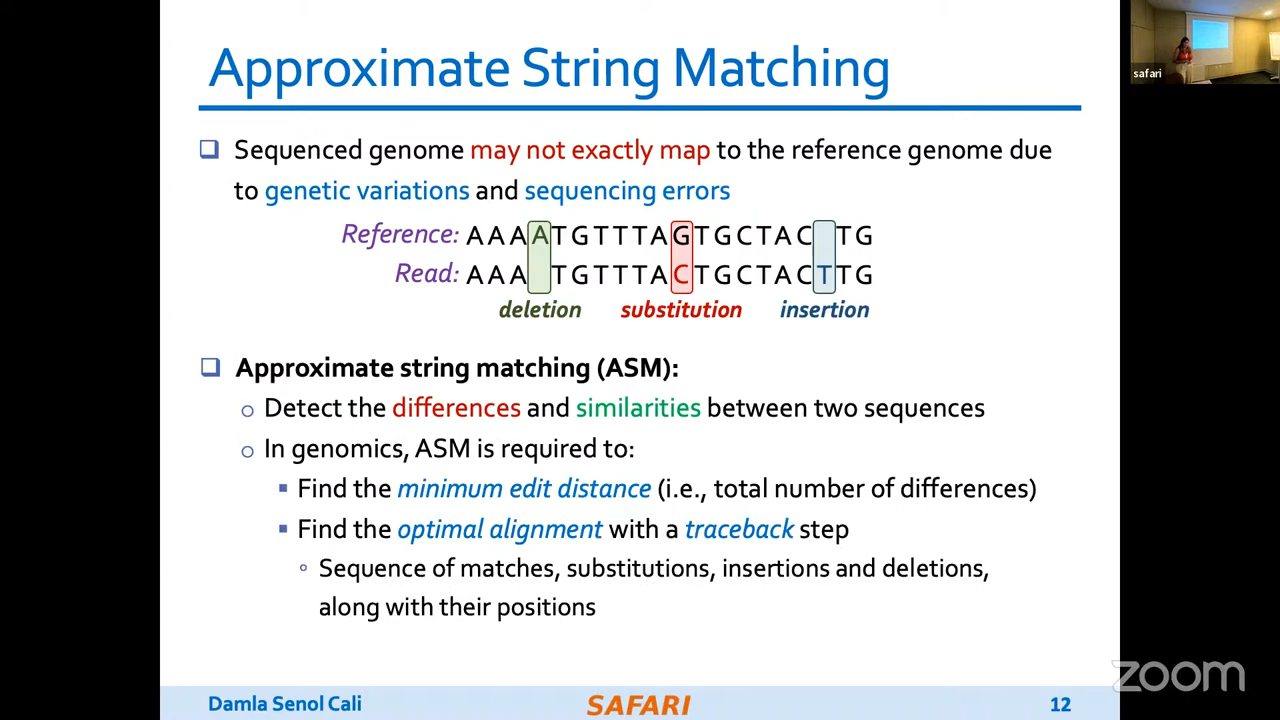 Approximate String Matching
safari
❑ Sequenced genome may not exactly map to the reference genome due
to genetic variations and sequencing errors
Reference: A A A A T G T T T A G T G C T A C T G
Read: A A A T G T T T A C T G C T A C T T G
deletion substitution insertion
❑ Approximate string matching (ASM):
o Detect the differences and similarities between two sequences
o In genomics, ASM is required to:
▪ Find the minimum edit distance (i.e., total number of differences)
▪ Find the optimal alignment with a traceback step
o Sequence of matches, substitutions, insertions and deletions,
along with their positions
zoom
Damla Senol Cali SAFARI 12